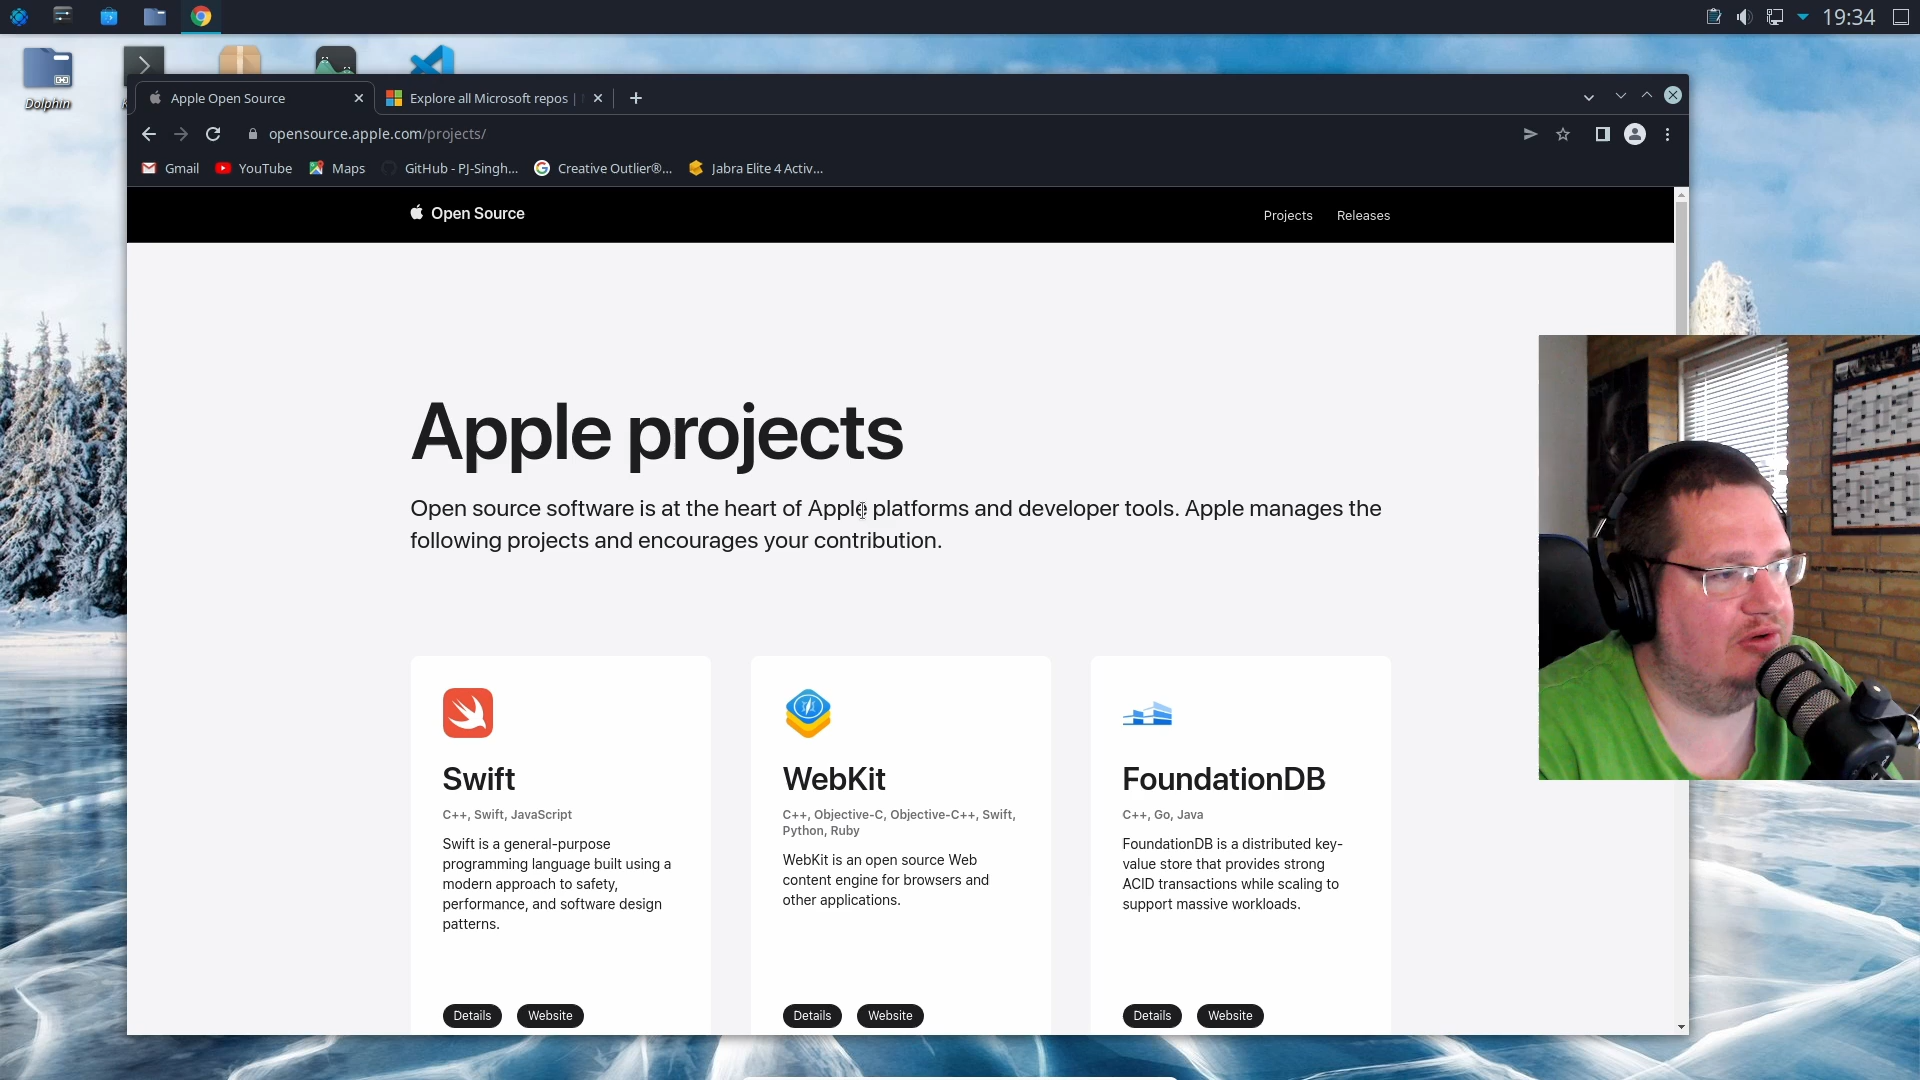 19:34
Dolphin
Apple Open Source
Explore all Microsoft repos |
opensource.apple.com/projects/
Gmail
YouTube
Maps
GitHub - PJ-Singh...
Creative Outlier®...
Jabra Elite 4 Activ...
Open Source
Projects
Releases
Apple projects
Open source software is at the heart of Apple platforms and developer tools. Apple manages the
following projects and encourages your contribution.
Swift
C++, Swift, JavaScript
Swift is a general-purpose
programming language built using a
modern approach to safety,
performance, and software design
patterns.
Details
Website
WebKit
C++, Objective-C, Objective-C++, Swift,
Python, Ruby
WebKit is an open source Web
content engine for browsers and
other applications.
Details
Website
FoundationDB
C++, Go, Java
FoundationDB is a distributed key-
value store that provides strong
ACID transactions while scaling to
support massive workloads.
Details
Website